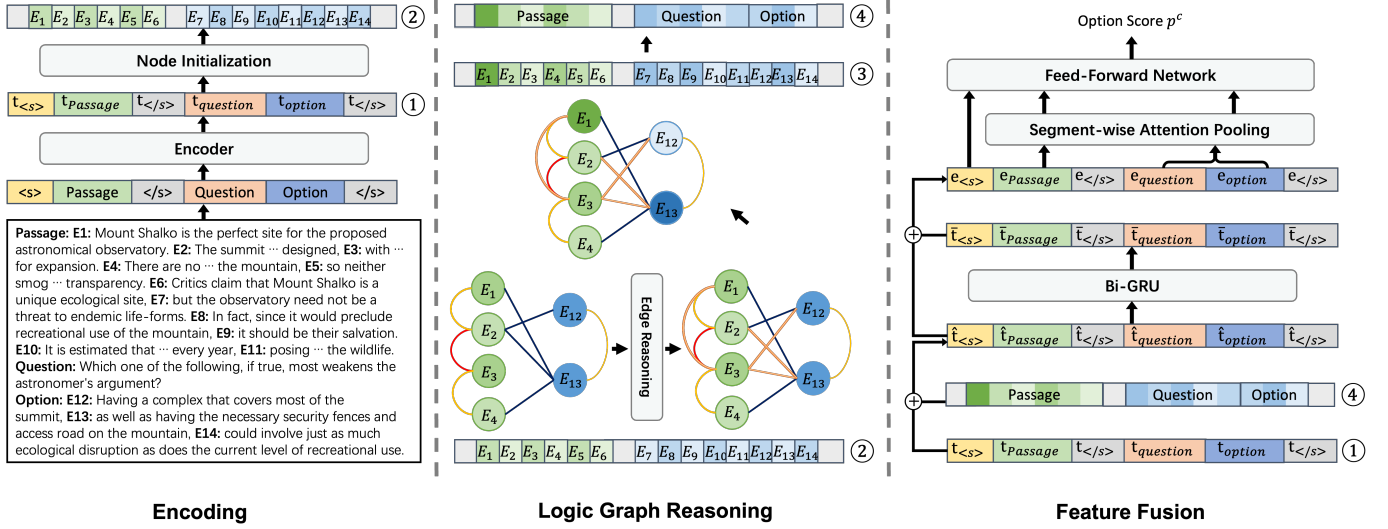 E1 E2 E3 E4 E5 E6 E7 E8 E9 E10 E11 E12 E13 E14 ②
Node Initialization
t<s> tPassage t</s> tquestion toption t</s> ①
Encoder
<s> Passage </s> Question Option </s>
Passage: E1: Mount Shalko is the perfect site for the proposed
astronomical observatory. E2: The summit ··· designed, E3: with ···
for expansion. E4: There are no ··· the mountain, E5: so neither
smog ··· transparency. E6: Critics claim that Mount Shalko is a
unique ecological site, E7: but the observatory need not be a
threat to endemic life-forms. E8: In fact, since it would preclude
recreational use of the mountain, E9: it should be their salvation.
E10: It is estimated that ··· every year, E11: posing ··· the wildlife.
Question: Which one of the following, if true, most weakens the
astronomer's argument?
Option: E12: Having a complex that covers most of the
summit, E13: as well as having the necessary security fences and
access road on the mountain, E14: could involve just as much
ecological disruption as does the current level of recreational use.
Encoding
Passage Question Option ④
E1 E2 E3 E4 E5 E6 E7 E8 E9 E10 E11 E12 E13 E14 ③
E1
E12
E2
E3
E13
E4
E1
E12
E2
E3
E13
E4
Edge Reasoning
E1
E12
E2
E3
E13
E4
E1 E2 E3 E4 E5 E6 E7 E8 E9 E10 E11 E12 E13 E14 ②
Logic Graph Reasoning
Option Score pᶜ
Feed-Forward Network
Segment-wise Attention Pooling
e<s> ePassage e</s> equestion eoption e</s>
+
t̄<s> t̄Passage t̄</s> t̄question t̄option t̄</s>
Bi-GRU
t̂<s> t̂Passage t̂</s> t̂question t̂option t̂</s>
Passage Question Option ④
+
t<s> tPassage t</s> tquestion toption t</s> ①
Feature Fusion